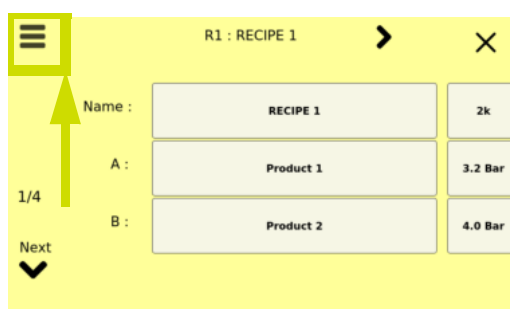 R1 : RECIPE 1
Name :
RECIPE 1
2k
A :
Product 1
3.2 Bar
1/4
B :
Product 2
4.0 Bar
Next